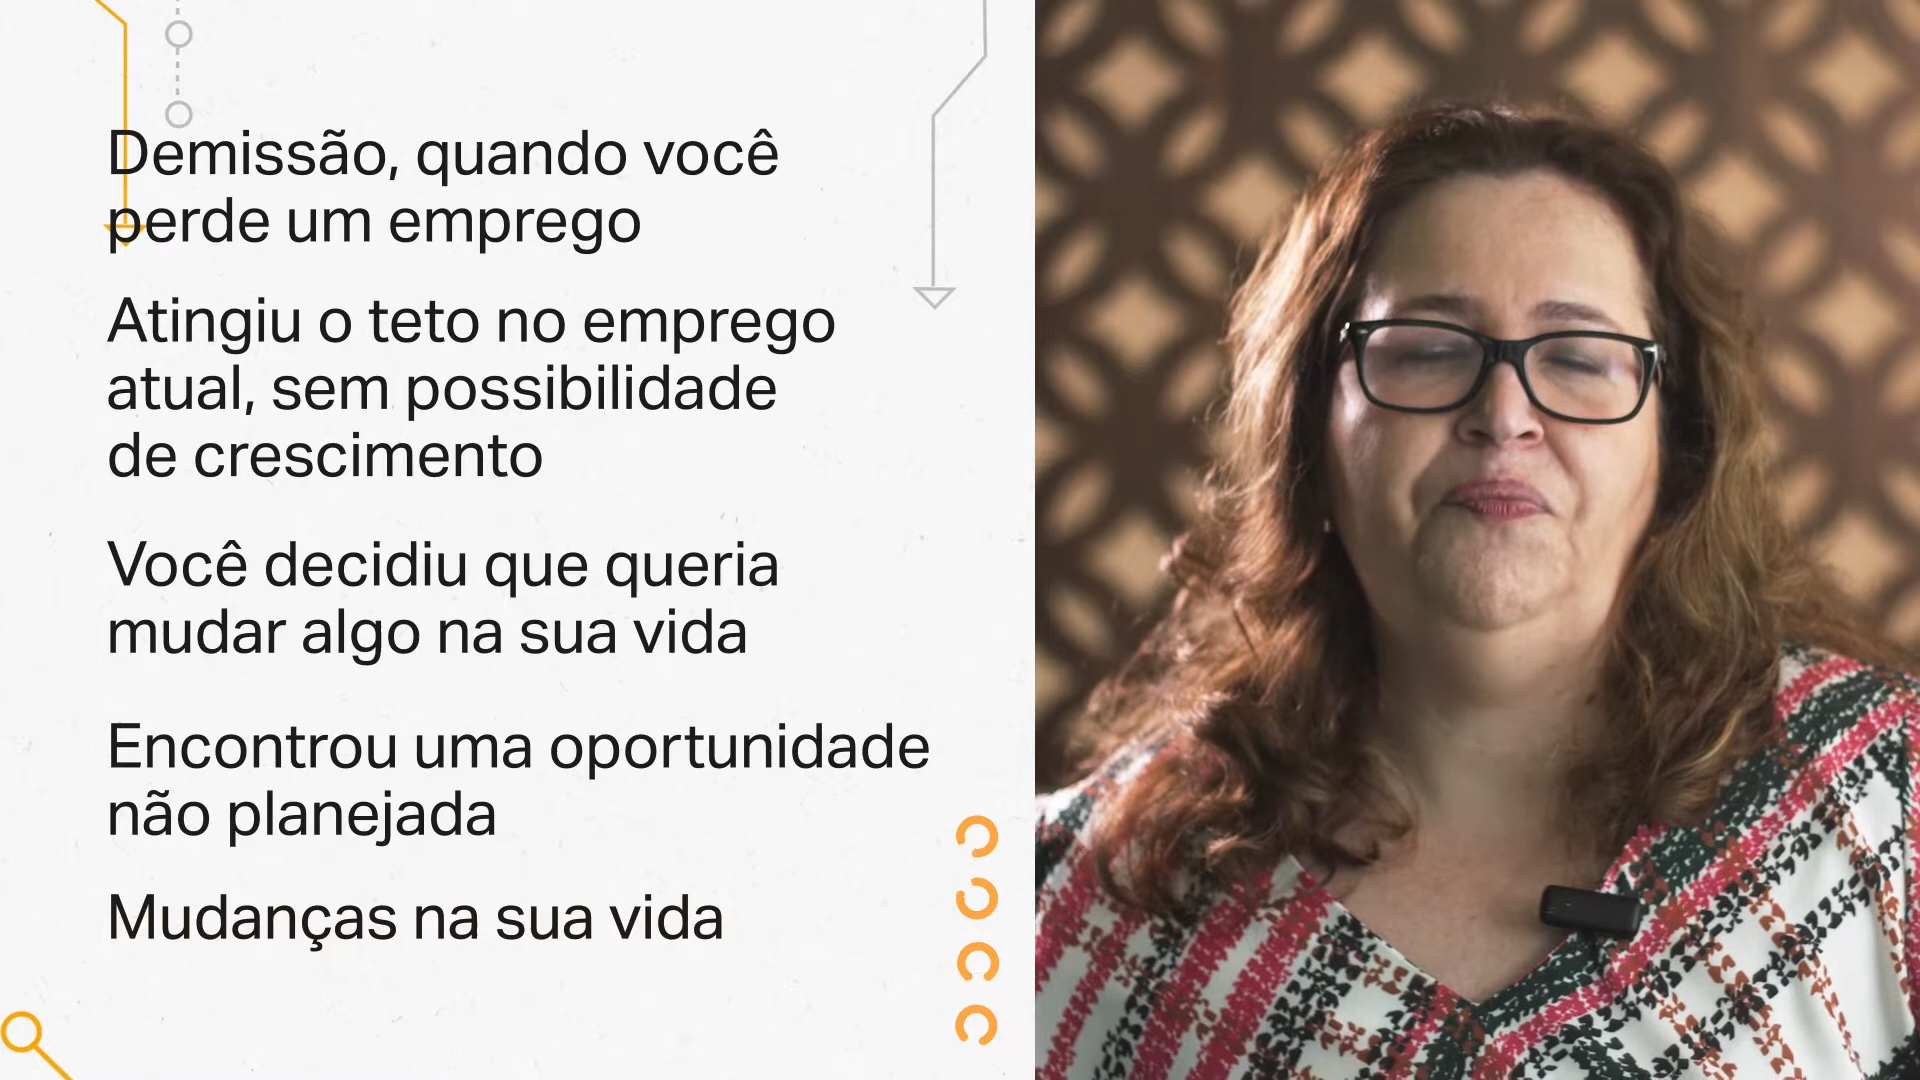 Demissão, quando você
perde um emprego
Atingiu o teto no emprego
atual, sem possibilidade
de crescimento
Você decidiu que queria
mudar algo na sua vida
Encontrou uma oportunidade
não planejada
Mudanças na sua vida